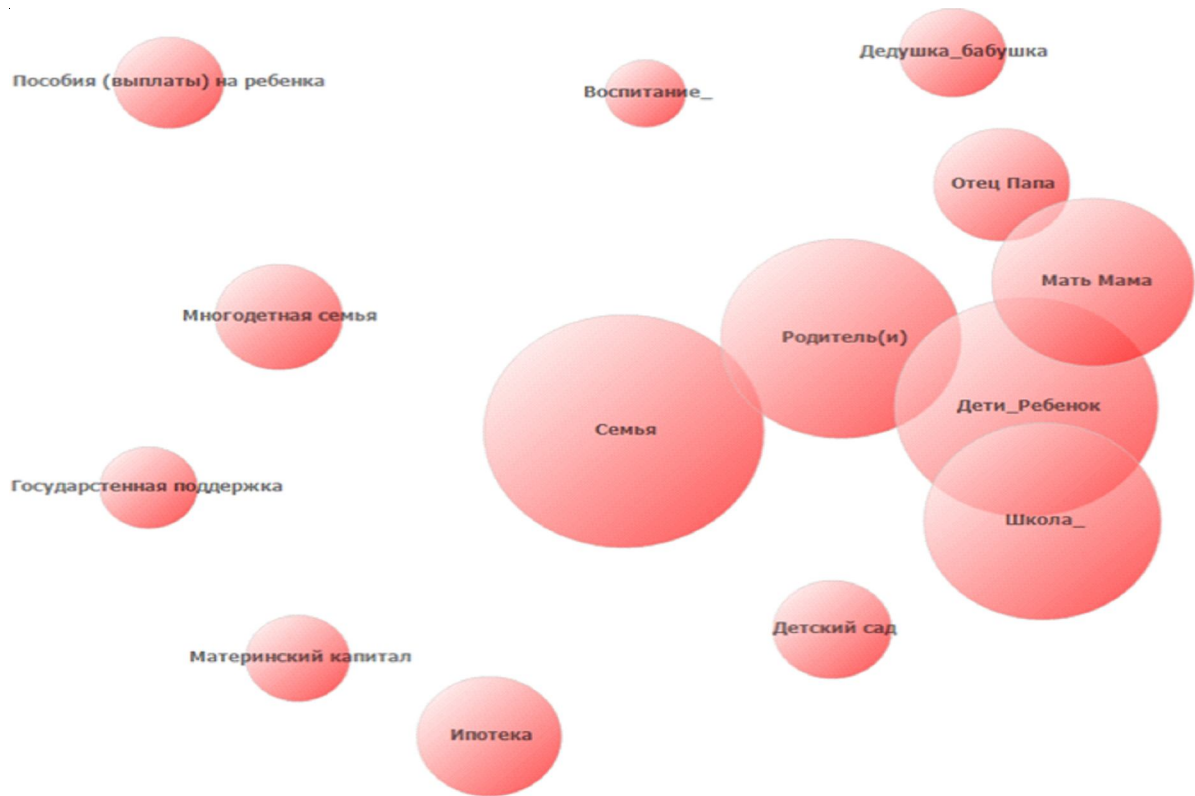 Дедушка_бабушка
Пособия (выплаты) на ребенка
Воспитание_
Отец Папа
Мать Мама
Многодетная семья
Родитель(и)
Дети_Ребенок
Семья
Государстенная поддержка
Школа_
Детский сад
Материнский капитал
Ипотека